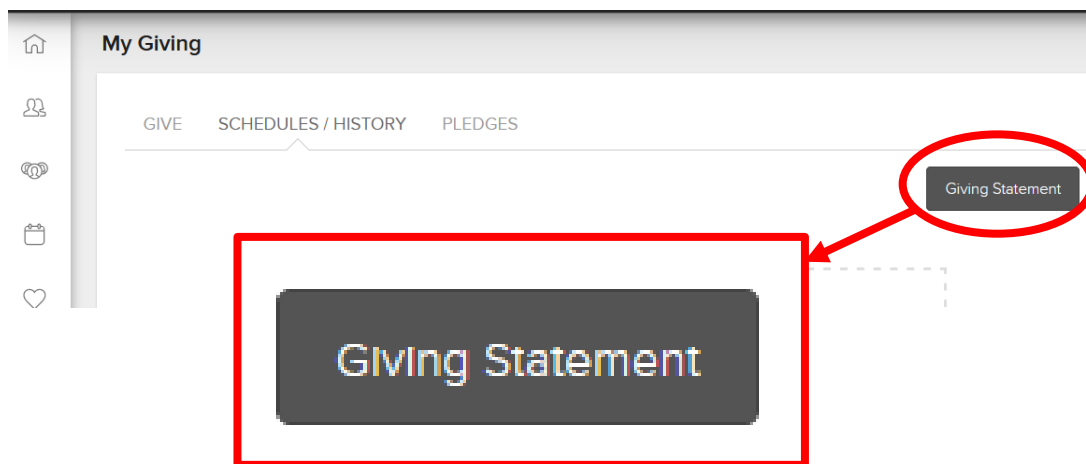 My Giving
GIVE SCHEDULES / HISTORY PLEDGES
Giving Statement
Giving Statement